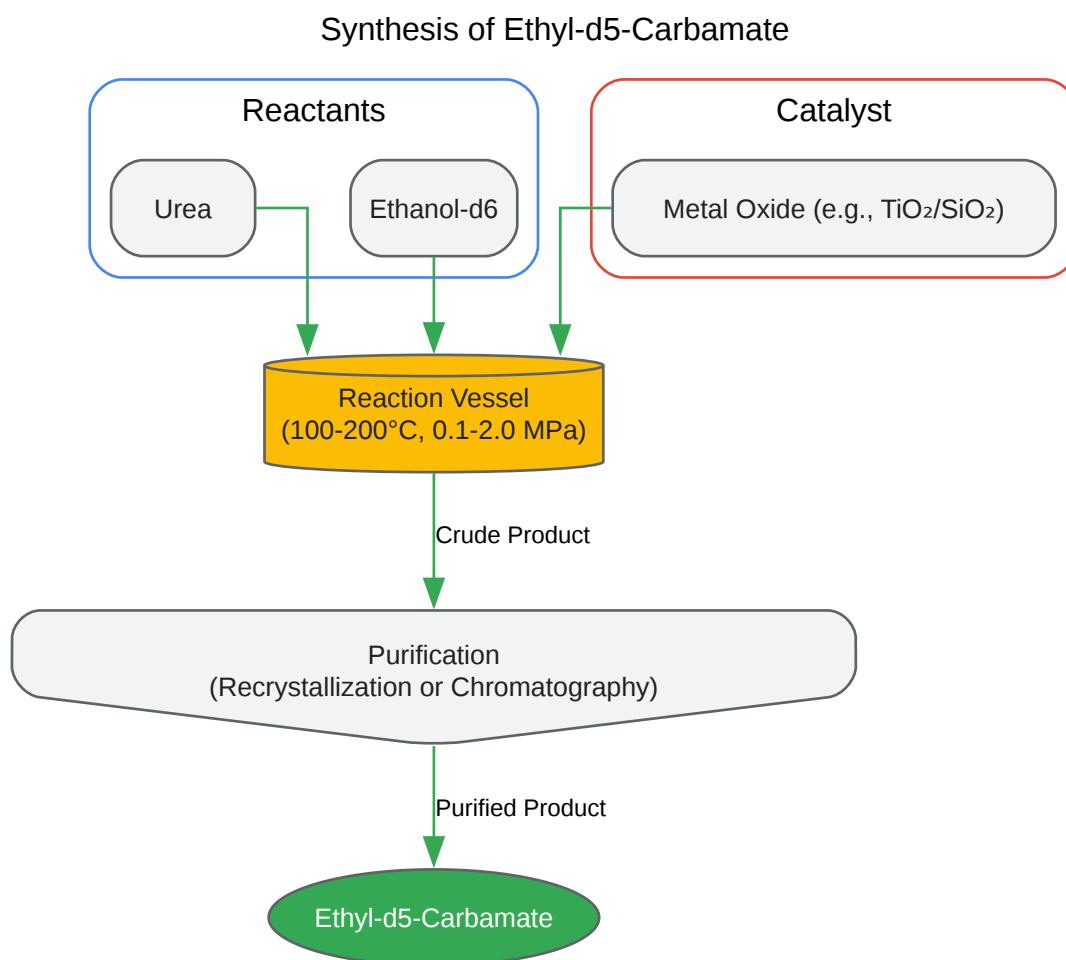 Synthesis of Ethyl-d5-Carbamate
Reactants
Catalyst
Urea
Ethanol-d6
Metal Oxide (e.g., TiO₂/SiO₂)
Reaction Vessel
(100-200°C, 0.1-2.0 MPa)
Crude Product
Purification
(Recrystallization or Chromatography)
Purified Product
Ethyl-d5-Carbamate